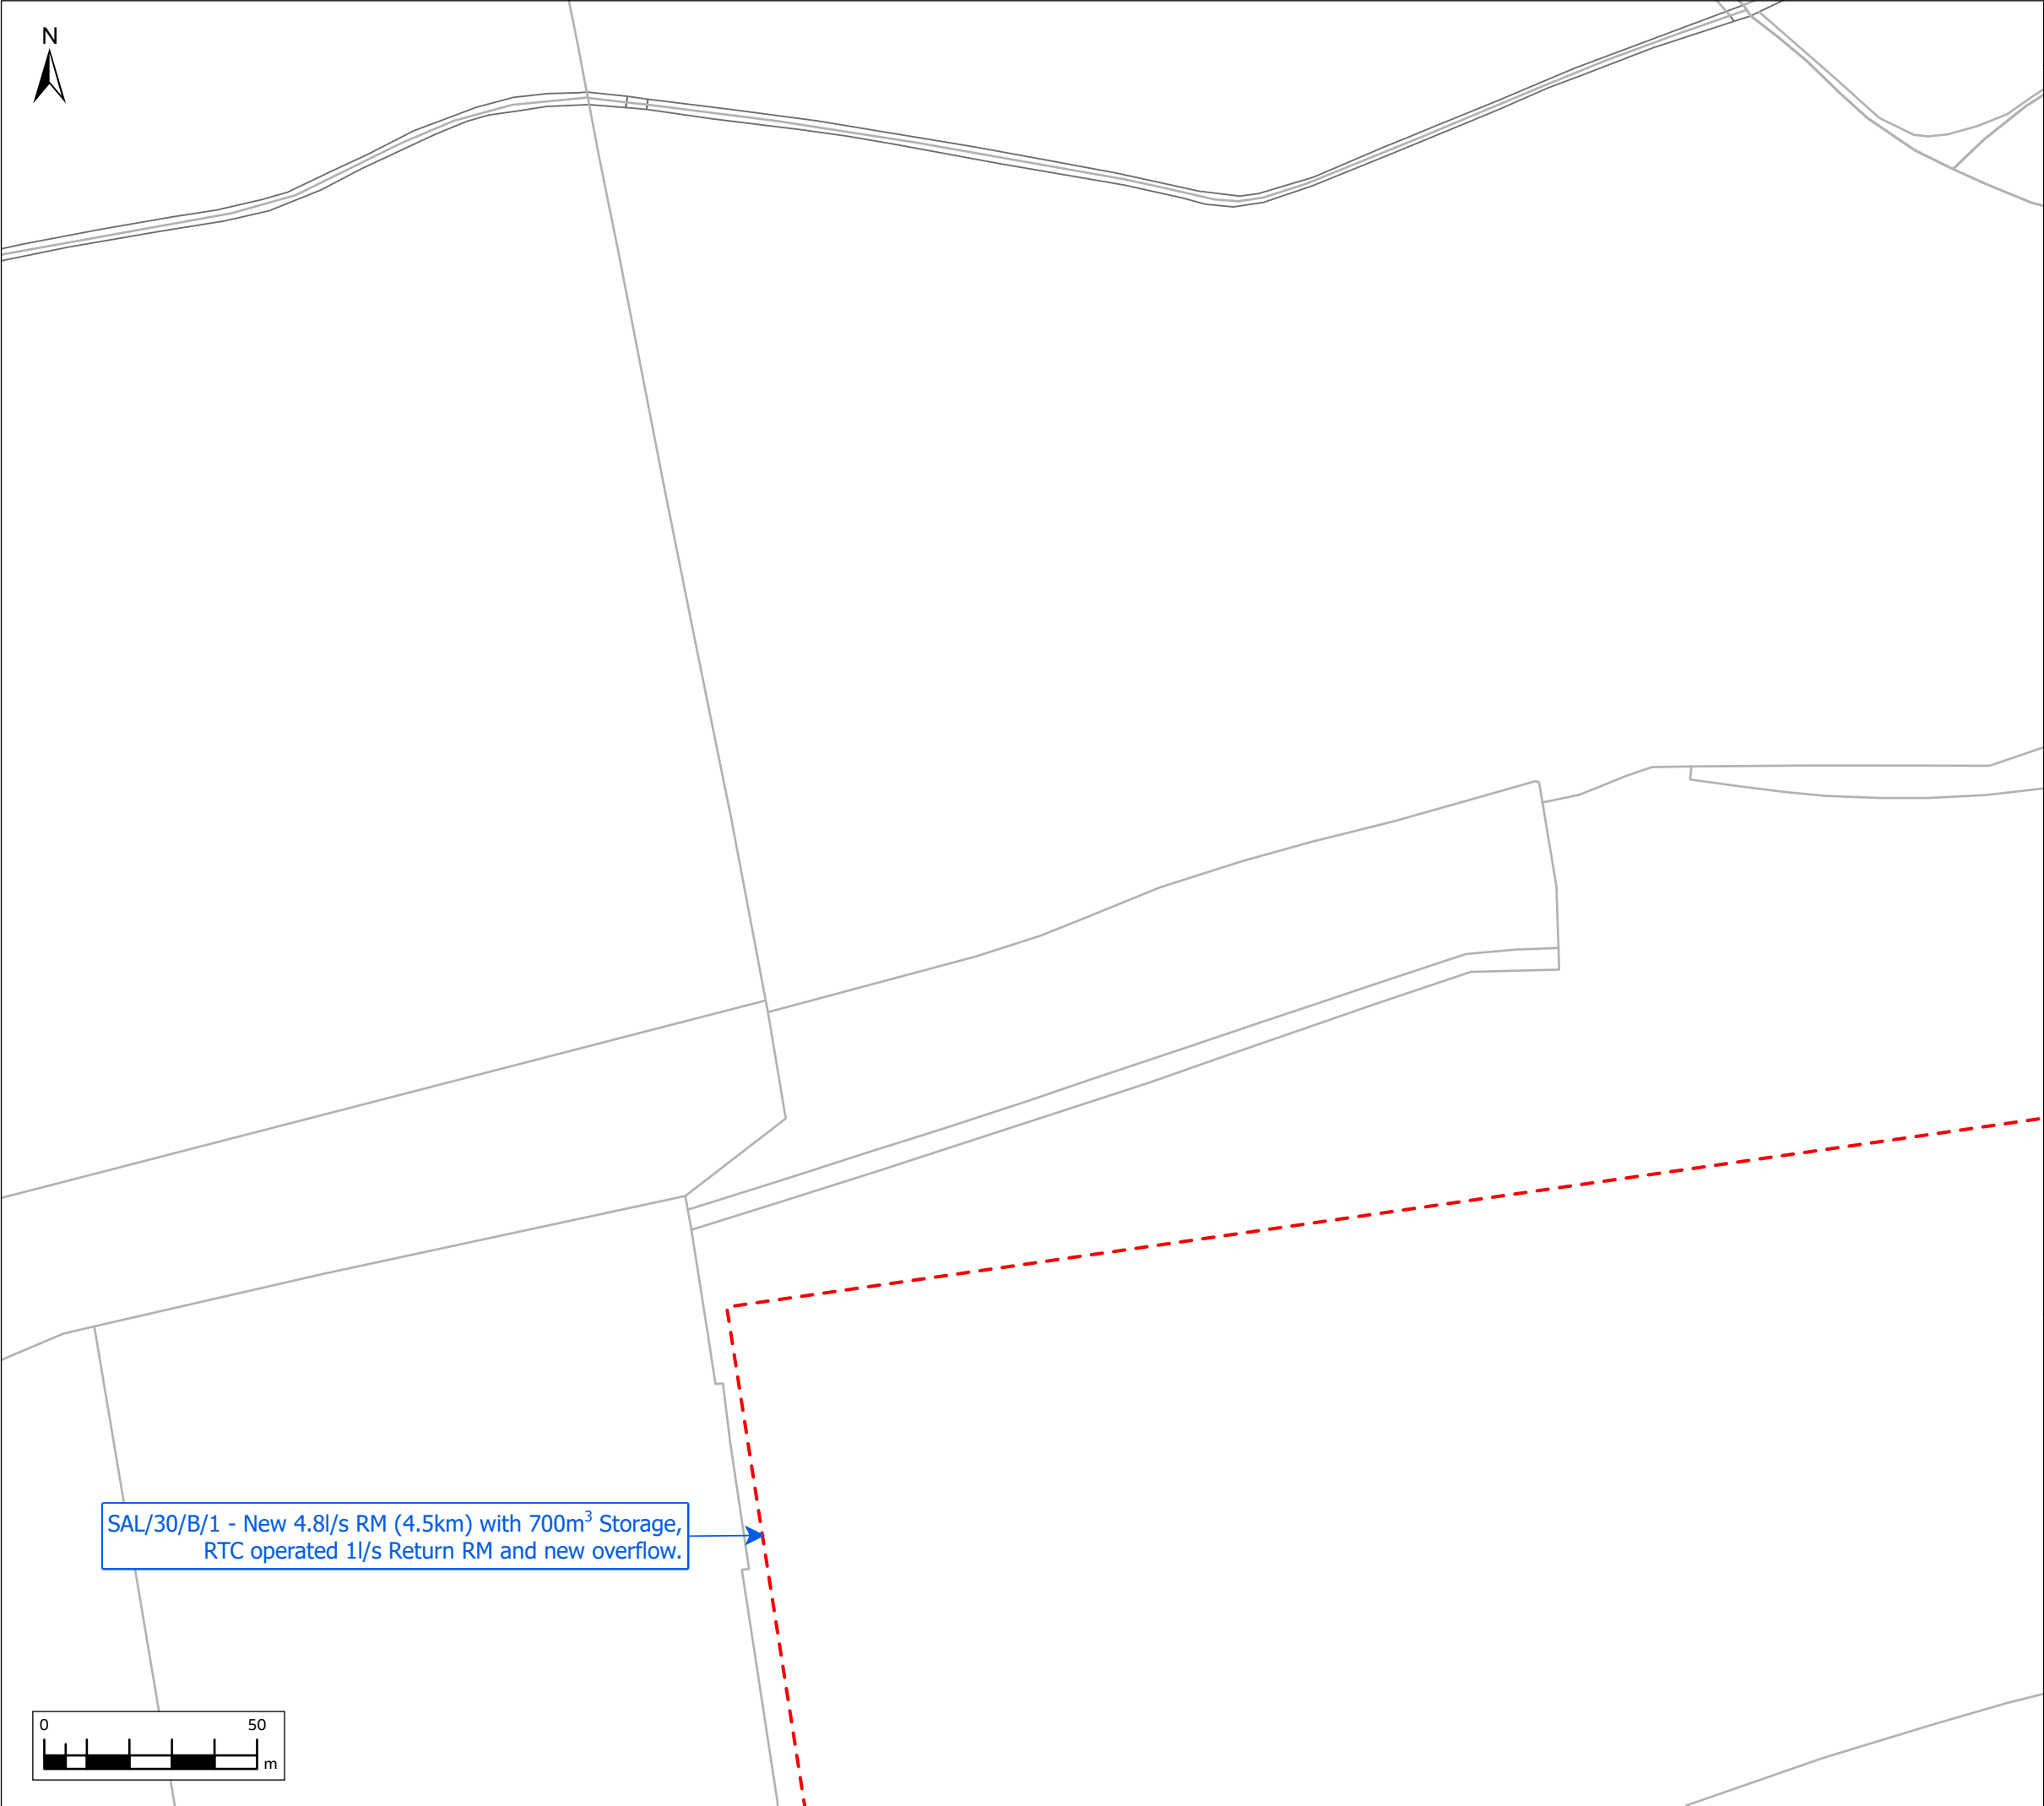 N
SAL/30/B/1 - New 4.8l/s RM (4.5km) with 700m³ Storage,
RTC operated 1l/s Return RM and new overflow.
0 50
m